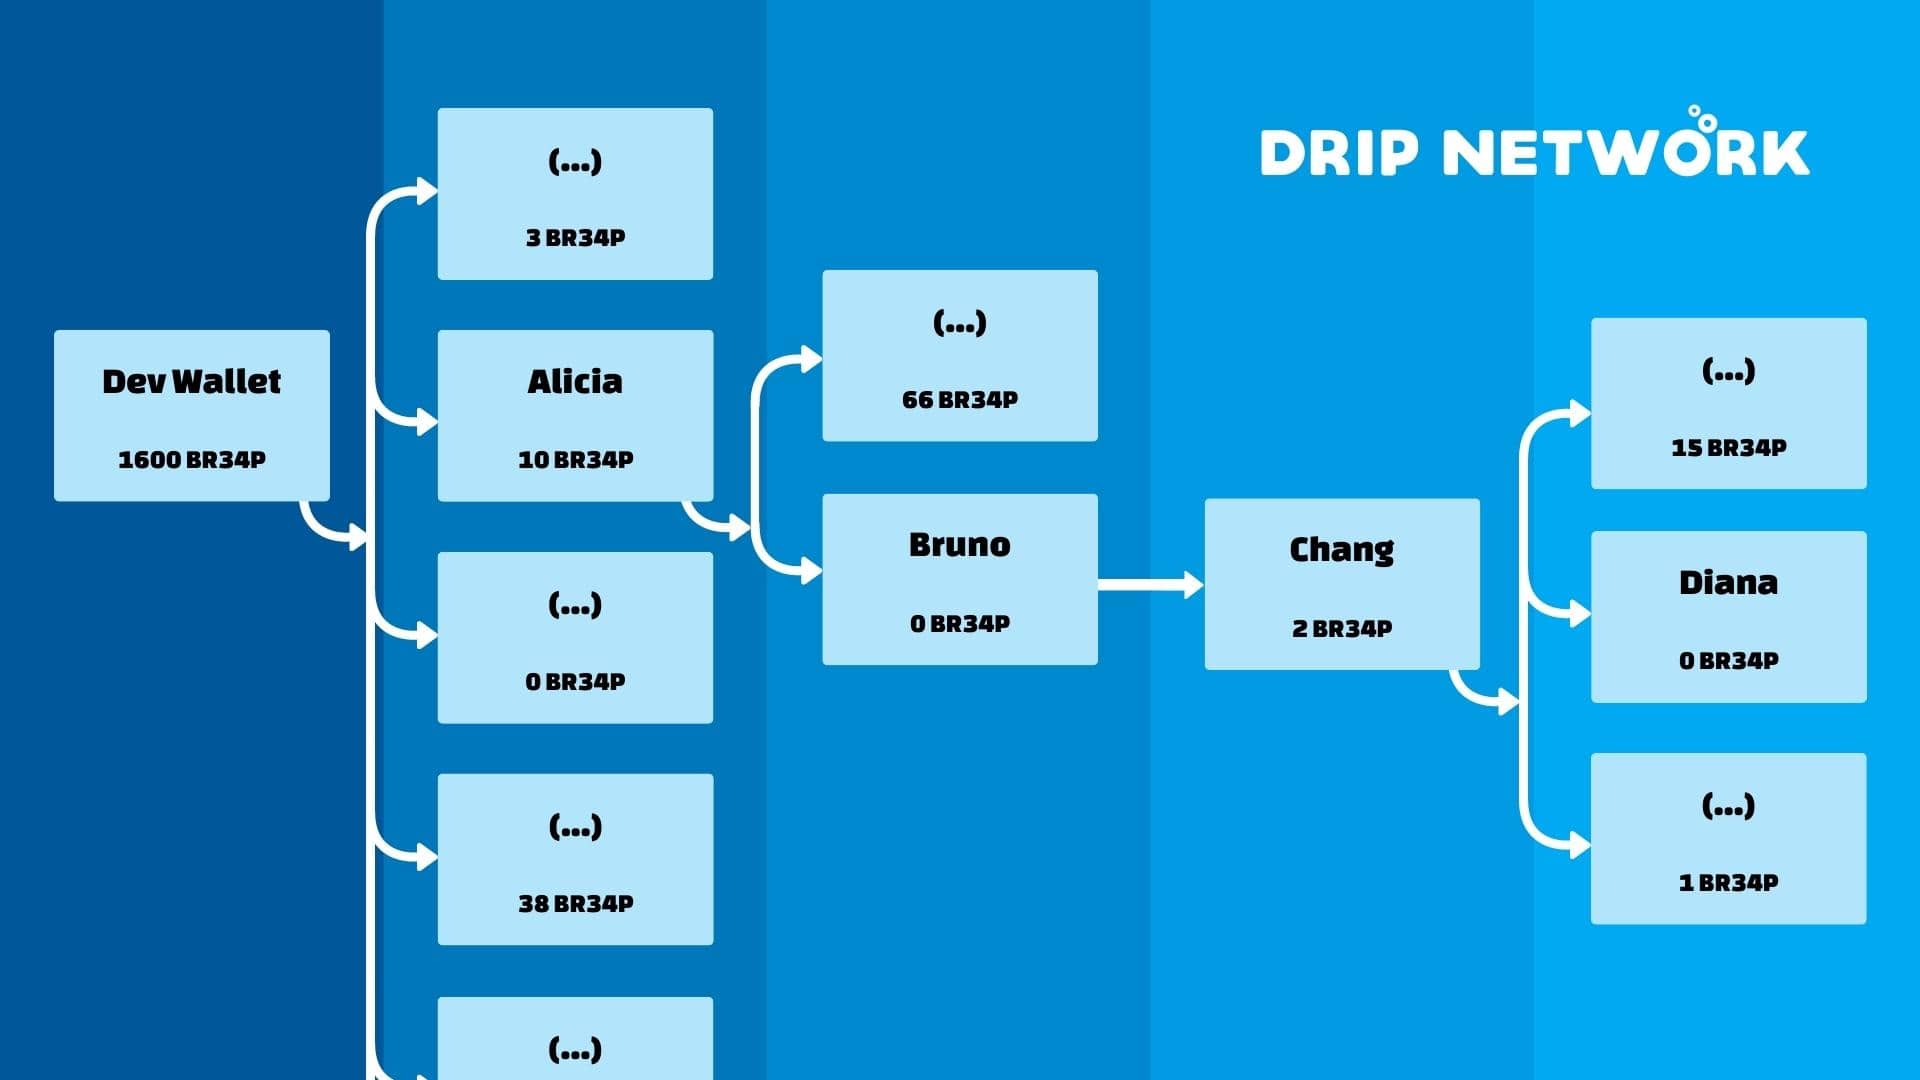 DRIP NETWORK
Dev Wallet
1600 BR34P
(...)
3 BR34P
Alicia
10 BR34P
(...)
0 BR34P
(...)
38 BR34P
(...)
(...)
66 BR34P
Bruno
0 BR34P
Chang
2 BR34P
(...)
15 BR34P
Diana
0 BR34P
(...)
1 BR34P